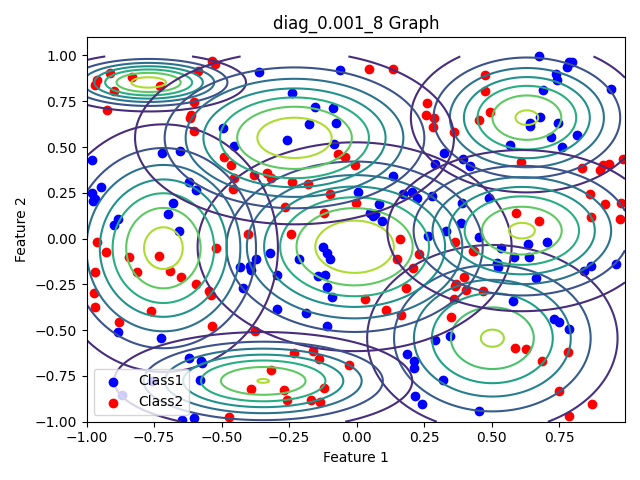 diag_0.001_8 Graph
Feature 2
1.00
0.75
0.50
0.25
0.00
−0.25
−0.50
−0.75
−1.00
Class1
Class2
−1.00 −0.75 −0.50 −0.25 0.00 0.25 0.50 0.75
Feature 1